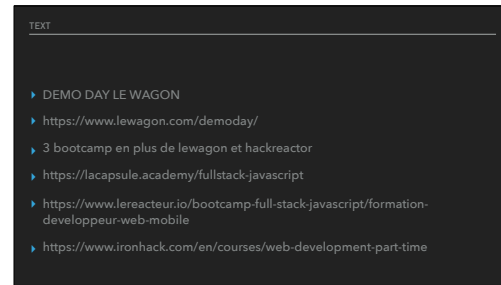 TEXT
DEMO DAY LE WAGON
https://www.lewagon.com/demoday/
3 bootcamp en plus de lewagon et hackreactor
https://lacapsule.academy/fullstack-javascript
https://www.lereacteur.io/bootcamp-full-stack-javascript/formation-
developpeur-web-mobile
https://www.ironhack.com/en/courses/web-development-part-time